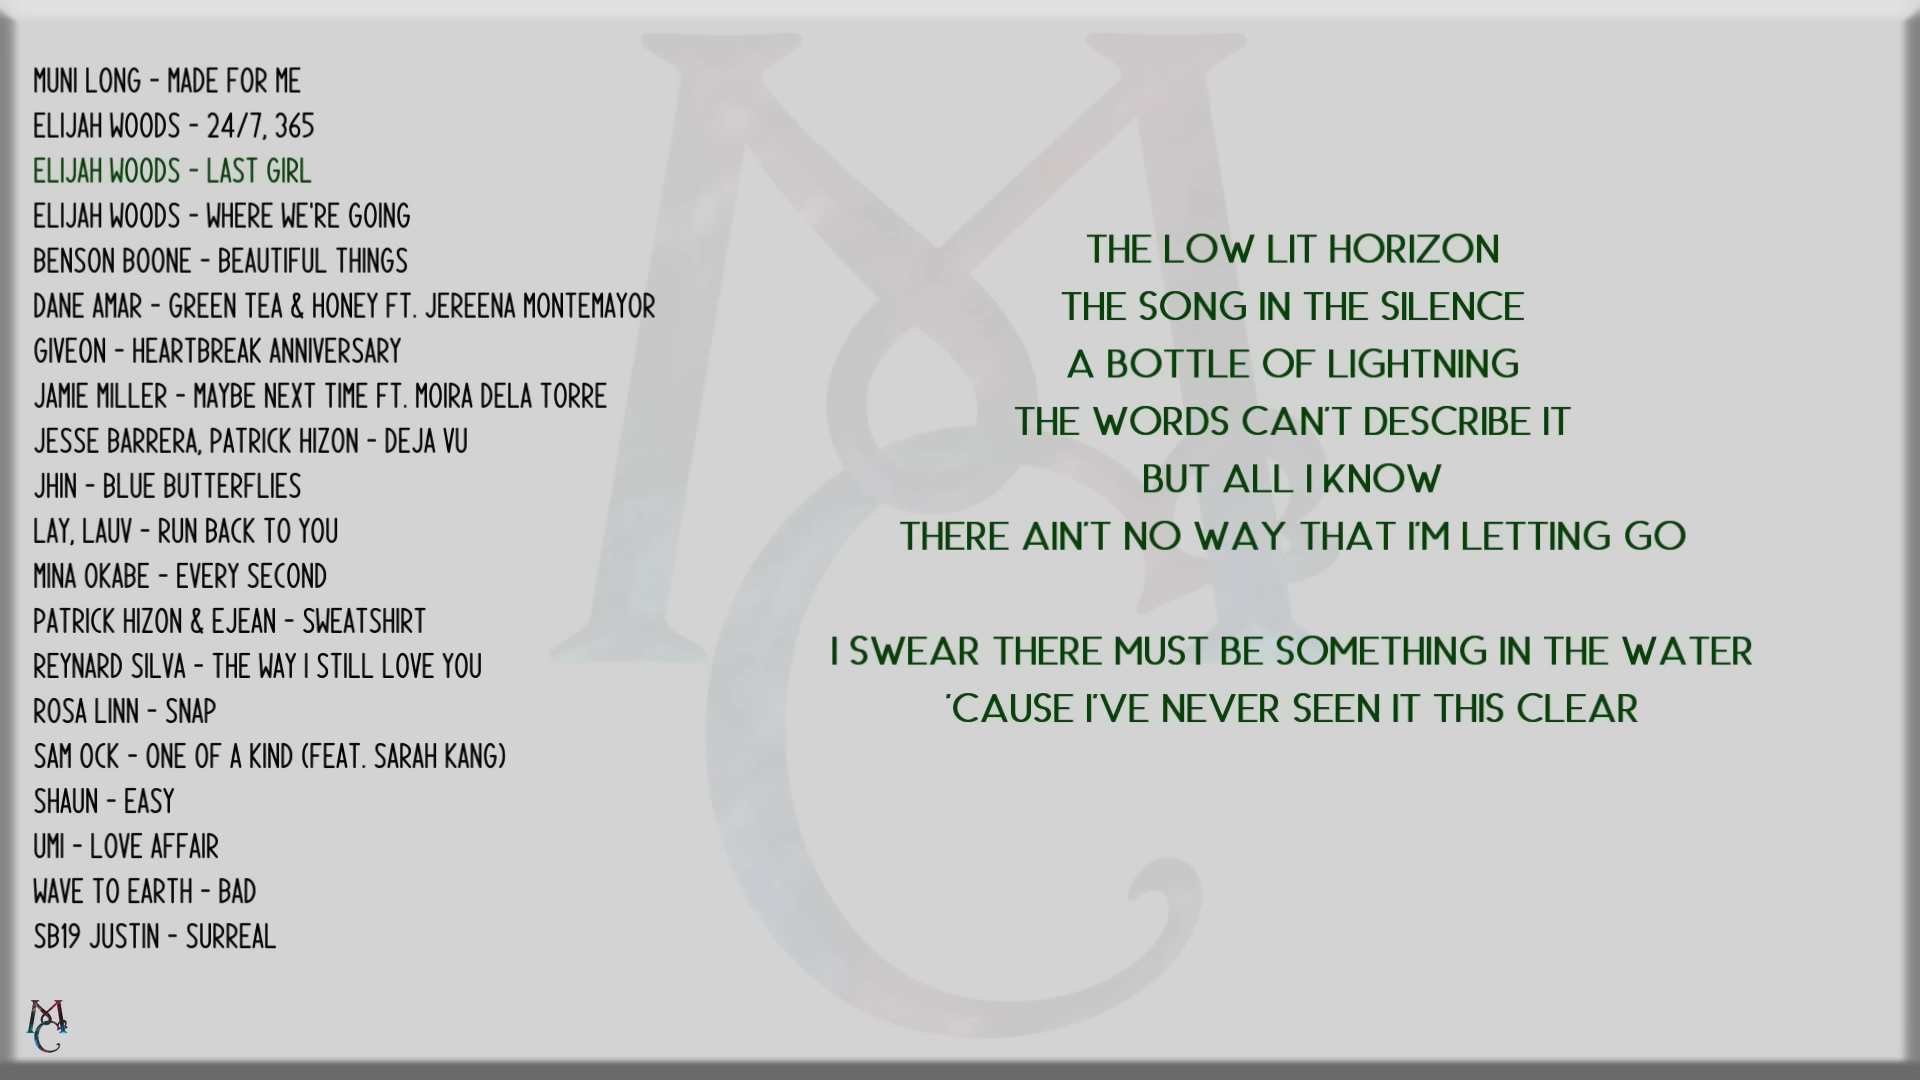 MUNI LONG - MADE FOR ME
ELIJAH WOODS - 24/7, 365
ELIJAH WOODS - LAST GIRL
ELIJAH WOODS - WHERE WE'RE GOING
BENSON BOONE - BEAUTIFUL THINGS
DANE AMAR - GREEN TEA & HONEY FT. JEREENA MONTEMAYOR
GIVEON - HEARTBREAK ANNIVERSARY
JAMIE MILLER - MAYBE NEXT TIME FT. MOIRA DELA TORRE
JESSE BARRERA, PATRICK HIZON - DEJA VU
JHIN - BLUE BUTTERFLIES
LAY, LAUV - RUN BACK TO YOU
MINA OKABE - EVERY SECOND
PATRICK HIZON & EJEAN - SWEATSHIRT
REYNARD SILVA - THE WAY I STILL LOVE YOU
ROSA LINN - SNAP
SAM OCK - ONE OF A KIND (FEAT. SARAH KANG)
SHAUN - EASY
UMI - LOVE AFFAIR
WAVE TO EARTH - BAD
SB19 JUSTIN - SURREAL
THE LOW LIT HORIZON
THE SONG IN THE SILENCE
A BOTTLE OF LIGHTNING
THE WORDS CAN'T DESCRIBE IT
BUT ALL I KNOW
THERE AIN'T NO WAY THAT I'M LETTING GO
I SWEAR THERE MUST BE SOMETHING IN THE WATER
'CAUSE I'VE NEVER SEEN IT THIS CLEAR
MC